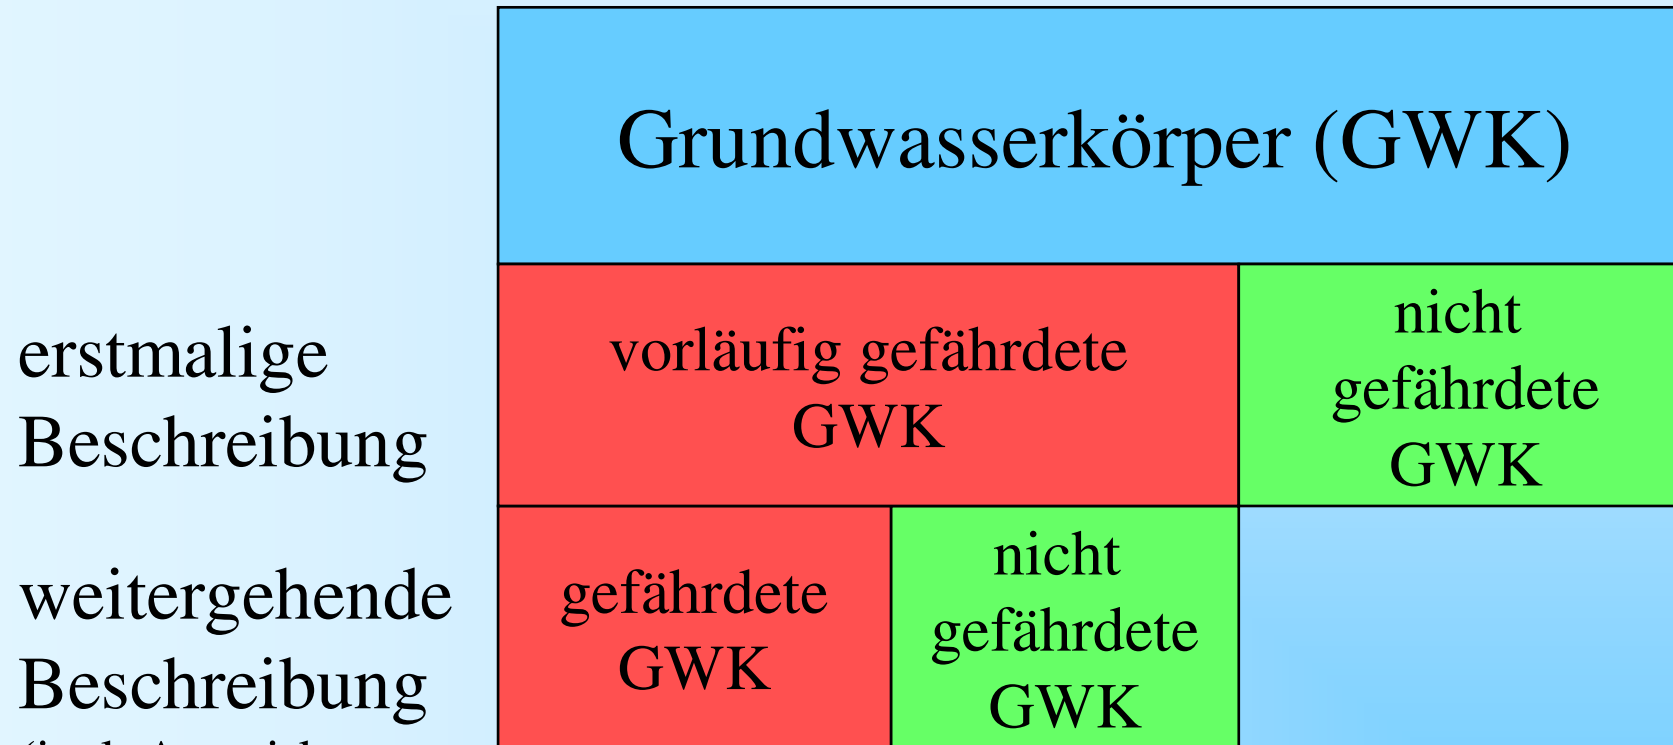 Grundwasserkörper (GWK)
erstmalige
Beschreibung
vorläufig gefährdete
GWK
nicht
gefährdete
GWK
weitergehende
Beschreibung
gefährdete
GWK
nicht
gefährdete
GWK